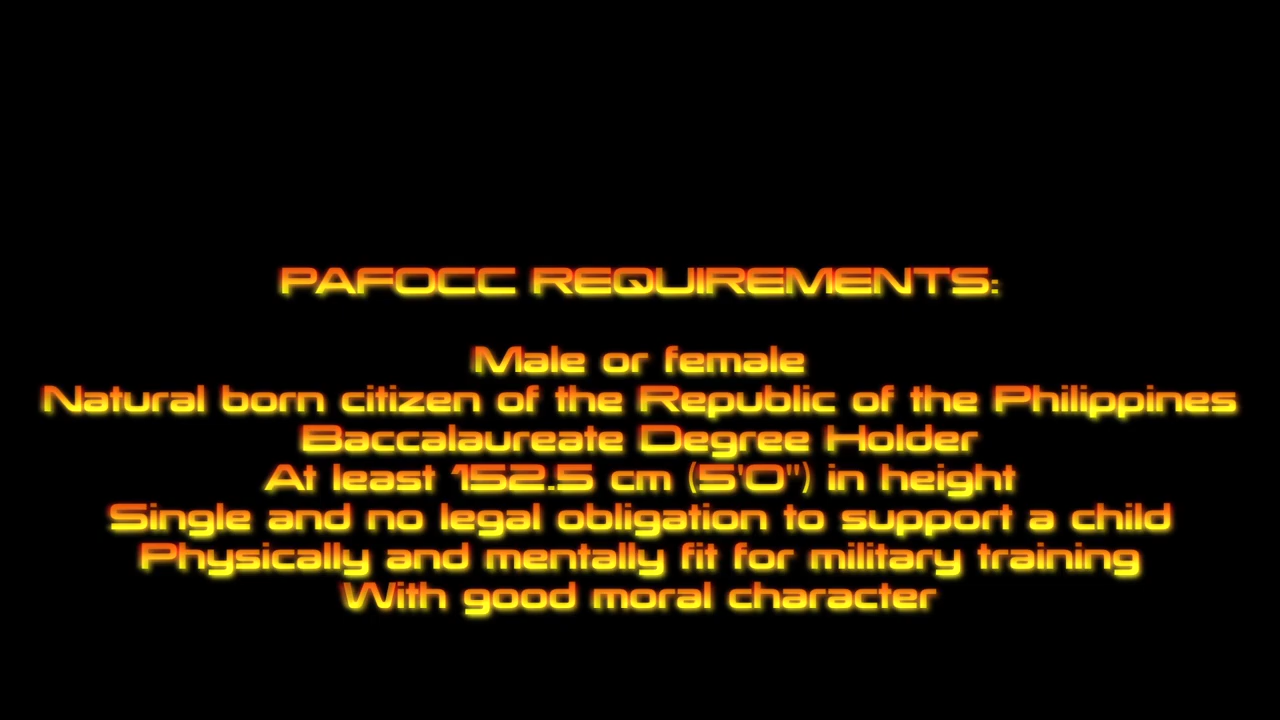 PAFOCC REQUIREMENTS:
Male or female
Natural born citizen of the Republic of the Philippines
Baccalaureate Degree Holder
At least 152.5 cm (5'0") in height
Single and no legal obligation to support a child
Physically and mentally fit for military training
With good moral character